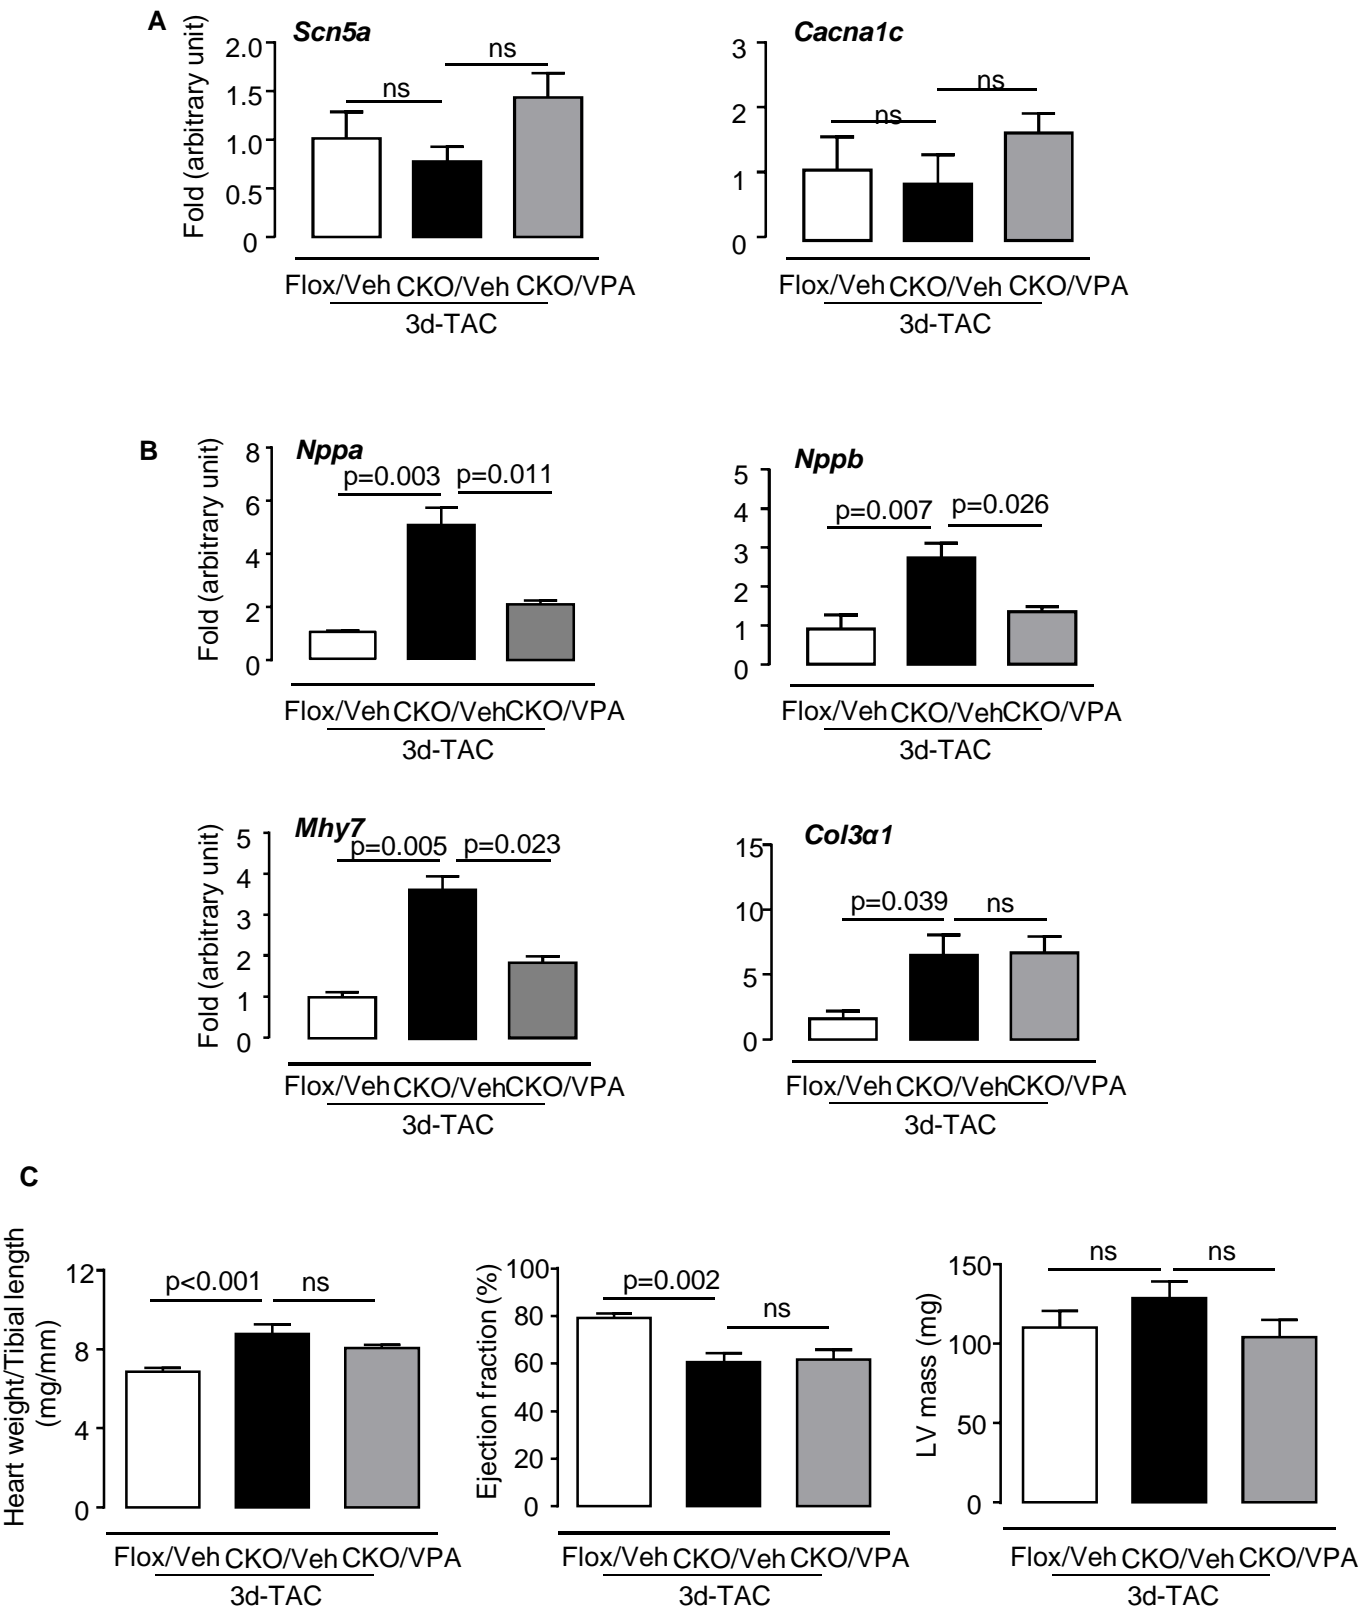 A
Scn5a
Fold (arbitrary unit)
2.0
1.5
1.0
0.5
0
ns
ns
Flox/Veh CKO/Veh CKO/VPA
3d-TAC
Cacna1c
3
2
1
0
ns
ns
Flox/Veh CKO/Veh CKO/VPA
3d-TAC
B
Nppa
Fold (arbitrary unit)
8
6
4
2
0
p=0.003 p=0.011
Flox/Veh CKO/Veh CKO/VPA
3d-TAC
Nppb
5
4
3
2
1
0
p=0.007 p=0.026
Flox/Veh CKO/Veh CKO/VPA
3d-TAC
Mhy7
Fold (arbitrary unit)
5
4
3
2
1
0
p=0.005 p=0.023
Flox/Veh CKO/Veh CKO/VPA
3d-TAC
Col3α1
15
10
5
0
p=0.039 ns
Flox/Veh CKO/Veh CKO/VPA
3d-TAC
C
Heart weight/Tibial length
(mg/mm)
12
8
4
0
p<0.001 ns
Flox/Veh CKO/Veh CKO/VPA
3d-TAC
Ejection fraction (%)
100
80
60
40
20
0
p=0.002
ns
Flox/Veh CKO/Veh CKO/VPA
3d-TAC
LV mass (mg)
150
100
50
0
ns ns
Flox/Veh CKO/Veh CKO/VPA
3d-TAC